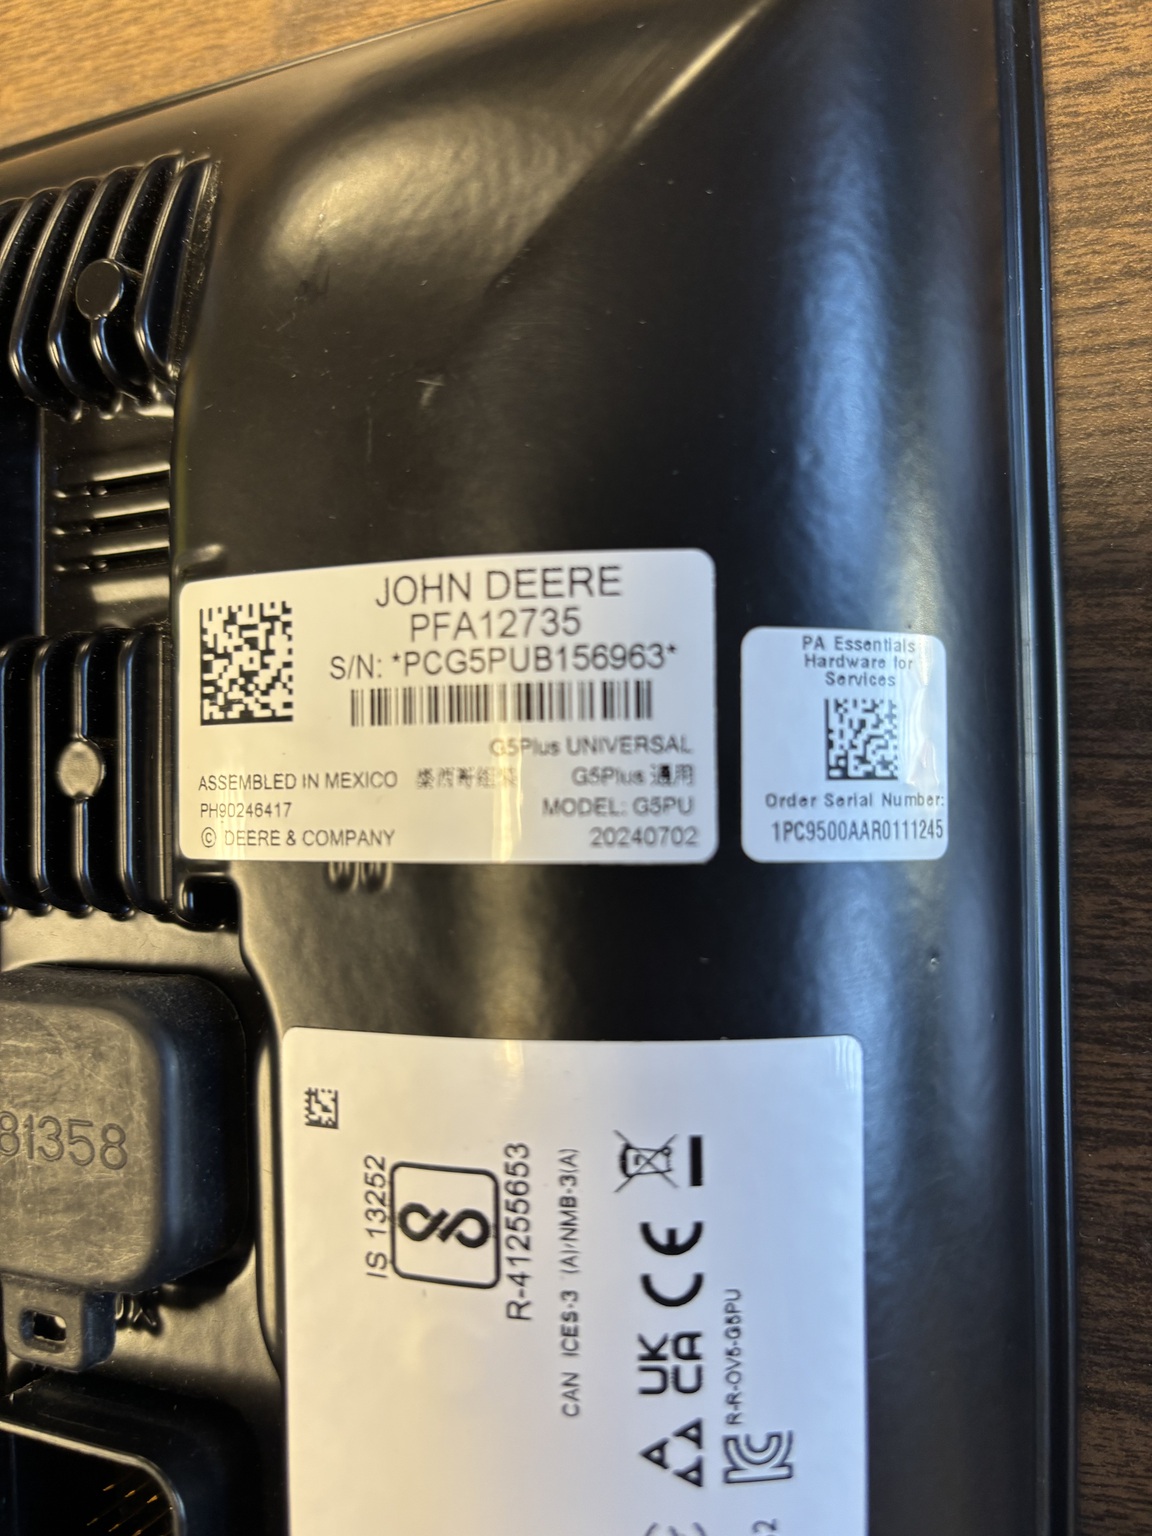 JOHN DEERE
PFA12735
S/N: *PCG5PUB156963*
G5Plus UNIVERSAL
ASSEMBLED IN MEXICO
G5Plus 通用
PH90246417
MODEL: G5PU
© DEERE & COMPANY
20240702
PA Essentials
Hardware for
Services
Order Serial Number:
1PC9500AAR0111245
81358
IS 13252
R-41255653
CAN ICES-3 (A)/NMB-3(A)
CE
UK
CA
R-R-OV5-G5PU